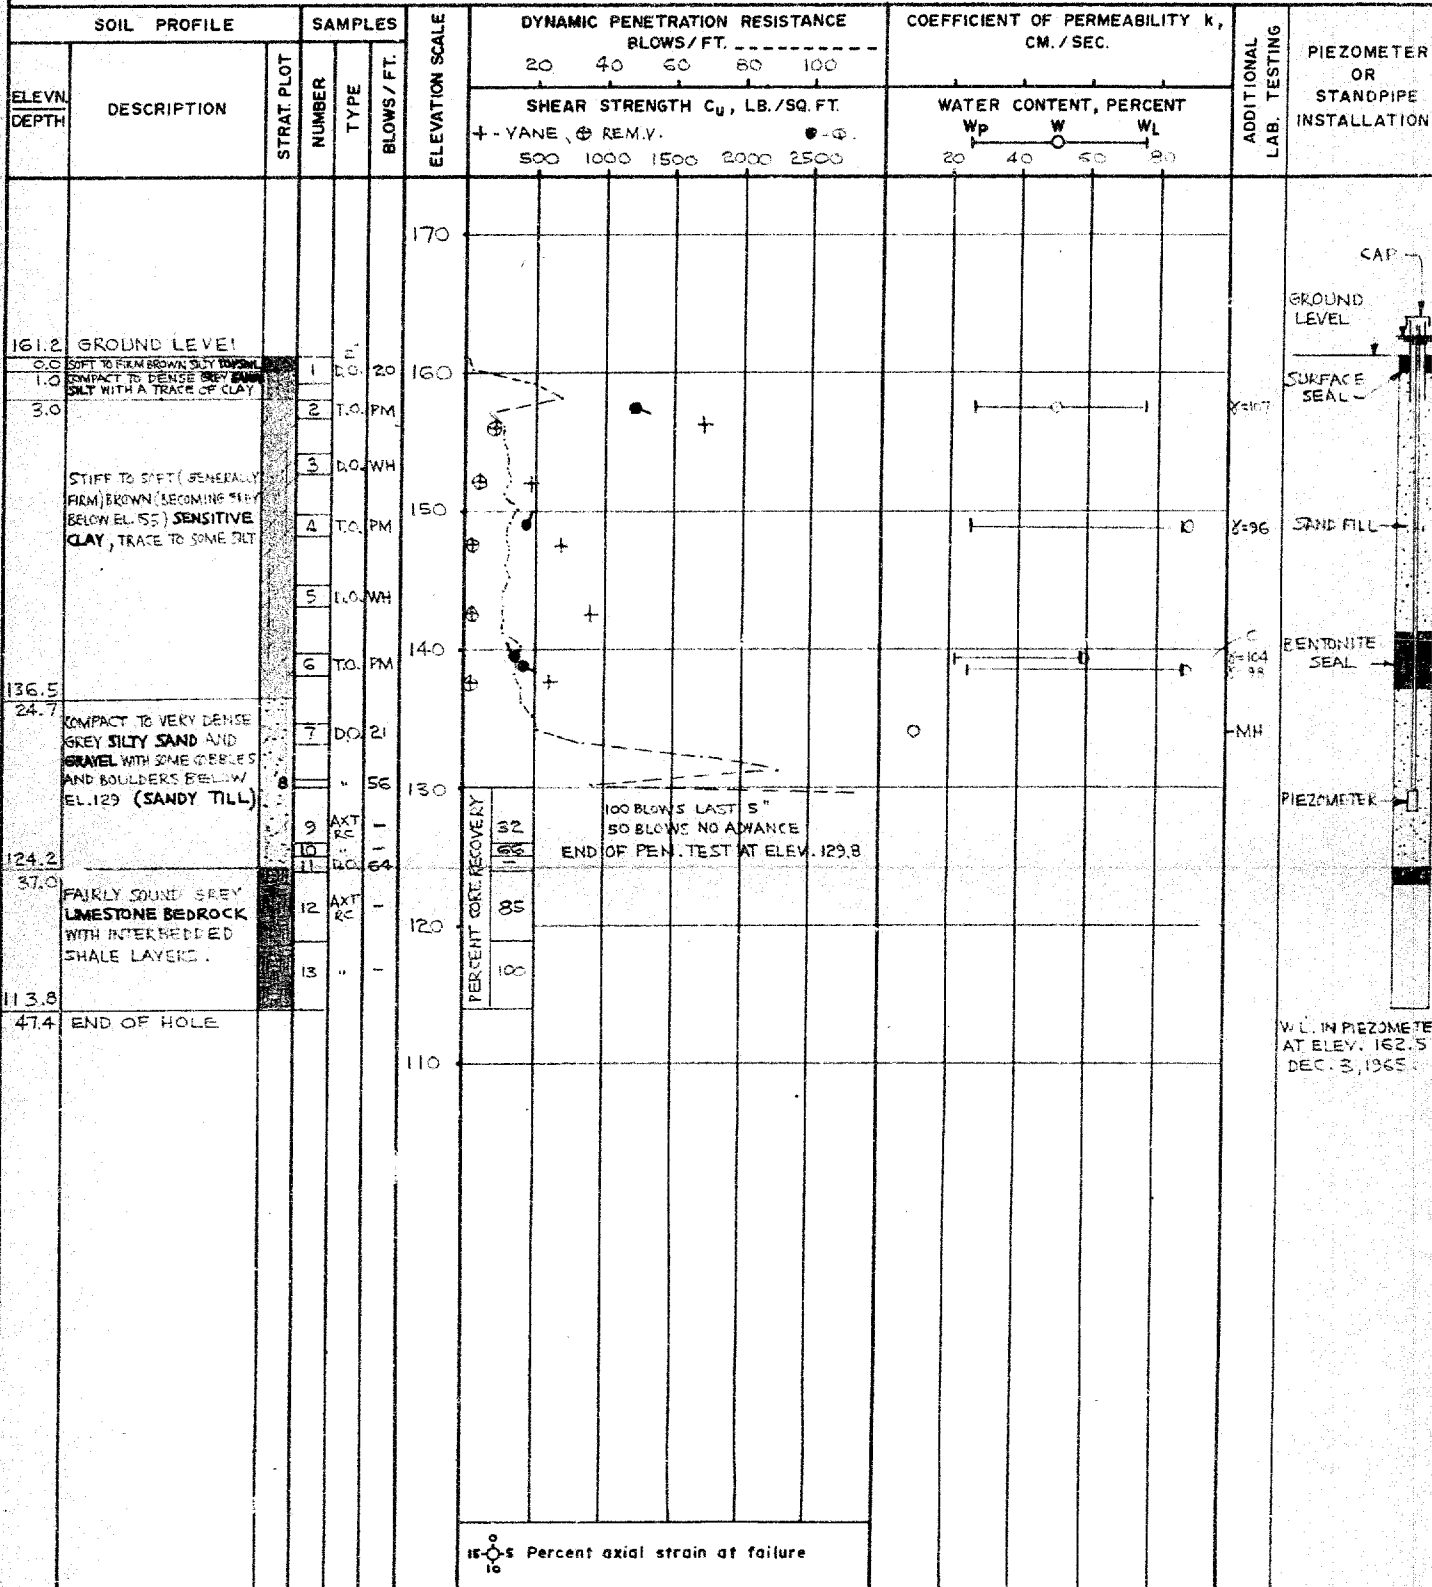 SOIL PROFILE
SAMPLES
ELEVATION SCALE
DYNAMIC PENETRATION RESISTANCE
BLOWS/FT.
20 40 60 80 100
COEFFICIENT OF PERMEABILITY k,
CM./SEC.
ADDITIONAL
LAB. TESTING
PIEZOMETER
OR
STANDPIPE
INSTALLATION
ELEVN.
DEPTH
DESCRIPTION
STRAT. PLOT
NUMBER
TYPE
BLOWS/FT.
SHEAR STRENGTH Cu, LB./SQ.FT.
+ - VANE, ⊕ REM.V.
500 1000 1500 2000 2500
WATER CONTENT, PERCENT
Wp W WL
20 40 60 80
170
160
150
140
130
120
110
161.2 GROUND LEVEL
0.0 SOFT TO FIRM BROWN SILTY TOPSOIL
1.0 COMPACT TO DENSE GREY
SILT WITH A TRACE OF CLAY
3.0
STIFF TO SOFT (GENERALLY
FIRM) BROWN (BECOMING GREY
BELOW EL.155) SENSITIVE
CLAY, TRACE TO SOME SILT
136.5
24.7
COMPACT TO VERY DENSE
GREY SILTY SAND AND
GRAVEL WITH SOME COBBLES
AND BOULDERS BELOW
EL.129 (SANDY TILL)
124.2
37.0
FAIRLY SOUND GREY
LIMESTONE BEDROCK
WITH INTERBEDDED
SHALE LAYERS.
113.8
47.4 END OF HOLE
1 D.O. 20
2 T.O. PM
3 D.O. WH
4 T.O. PM
5 D.O. WH
6 T.O. PM
7 D.O. 21
8 " 56
9 AXT RC -
10 " -
11 D.O. 64
12 AXT RC -
13 " -
PERCENT CORE RECOVERY
32
66
-
85
100
100 BLOWS LAST 5"
50 BLOWS NO ADVANCE
END OF PEN. TEST AT ELEV. 129.8
γ=107
γ=96
C
γ=104
98
MH
CAP
GROUND
LEVEL
SURFACE
SEAL
SAND FILL
BENTONITE
SEAL
PIEZOMETER
W.L. IN PIEZOMETE
AT ELEV. 162.5
DEC. 3, 1965.
0
15 5 Percent axial strain at failure
10